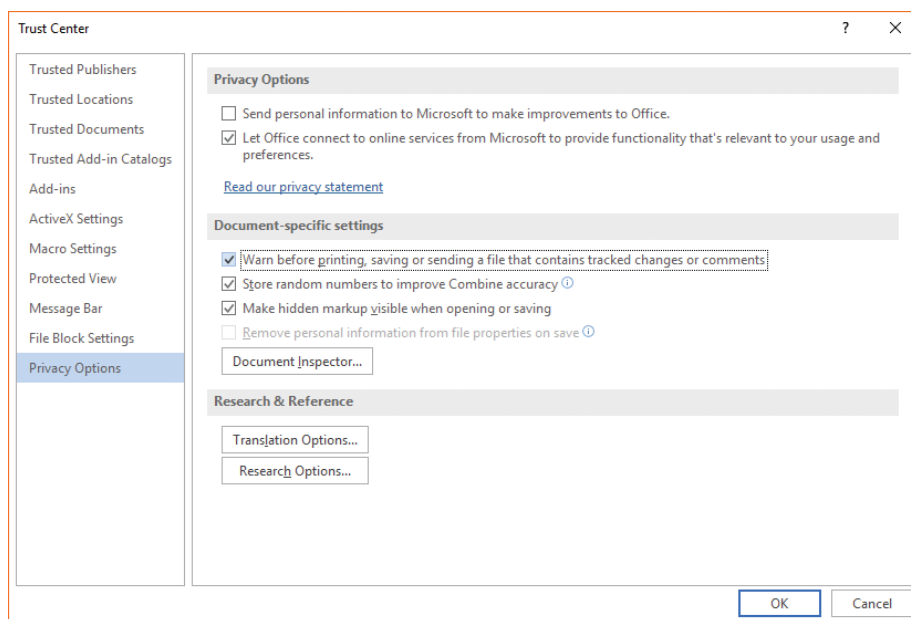 Trust Center
?
Trusted Publishers
Trusted Locations
Trusted Documents
Trusted Add-in Catalogs
Add-ins
ActiveX Settings
Macro Settings
Protected View
Message Bar
File Block Settings
Privacy Options
Privacy Options
Send personal information to Microsoft to make improvements to Office.
Let Office connect to online services from Microsoft to provide functionality that's relevant to your usage and
preferences.
Read our privacy statement
Document-specific settings
Warn before printing, saving or sending a file that contains tracked changes or comments
Store random numbers to improve Combine accuracy
Make hidden markup visible when opening or saving
Remove personal information from file properties on save
Document Inspector...
Research & Reference
Translation Options...
Research Options...
OK
Cancel